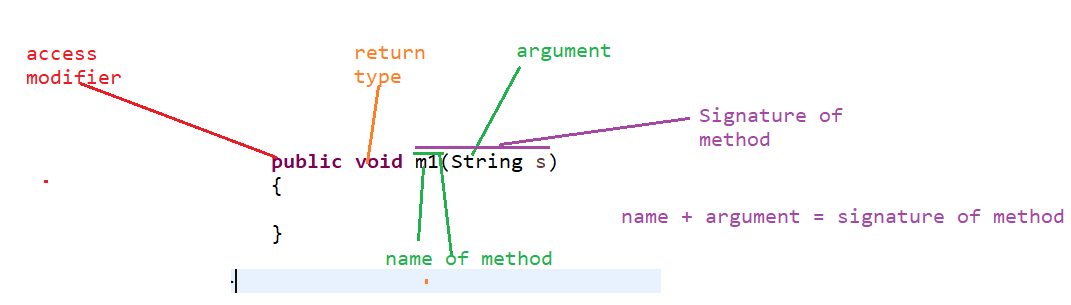 access
modifier
return
type
argument
Signature of
method
public void m1(String s)
{
}
name + argument = signature of method
name of method